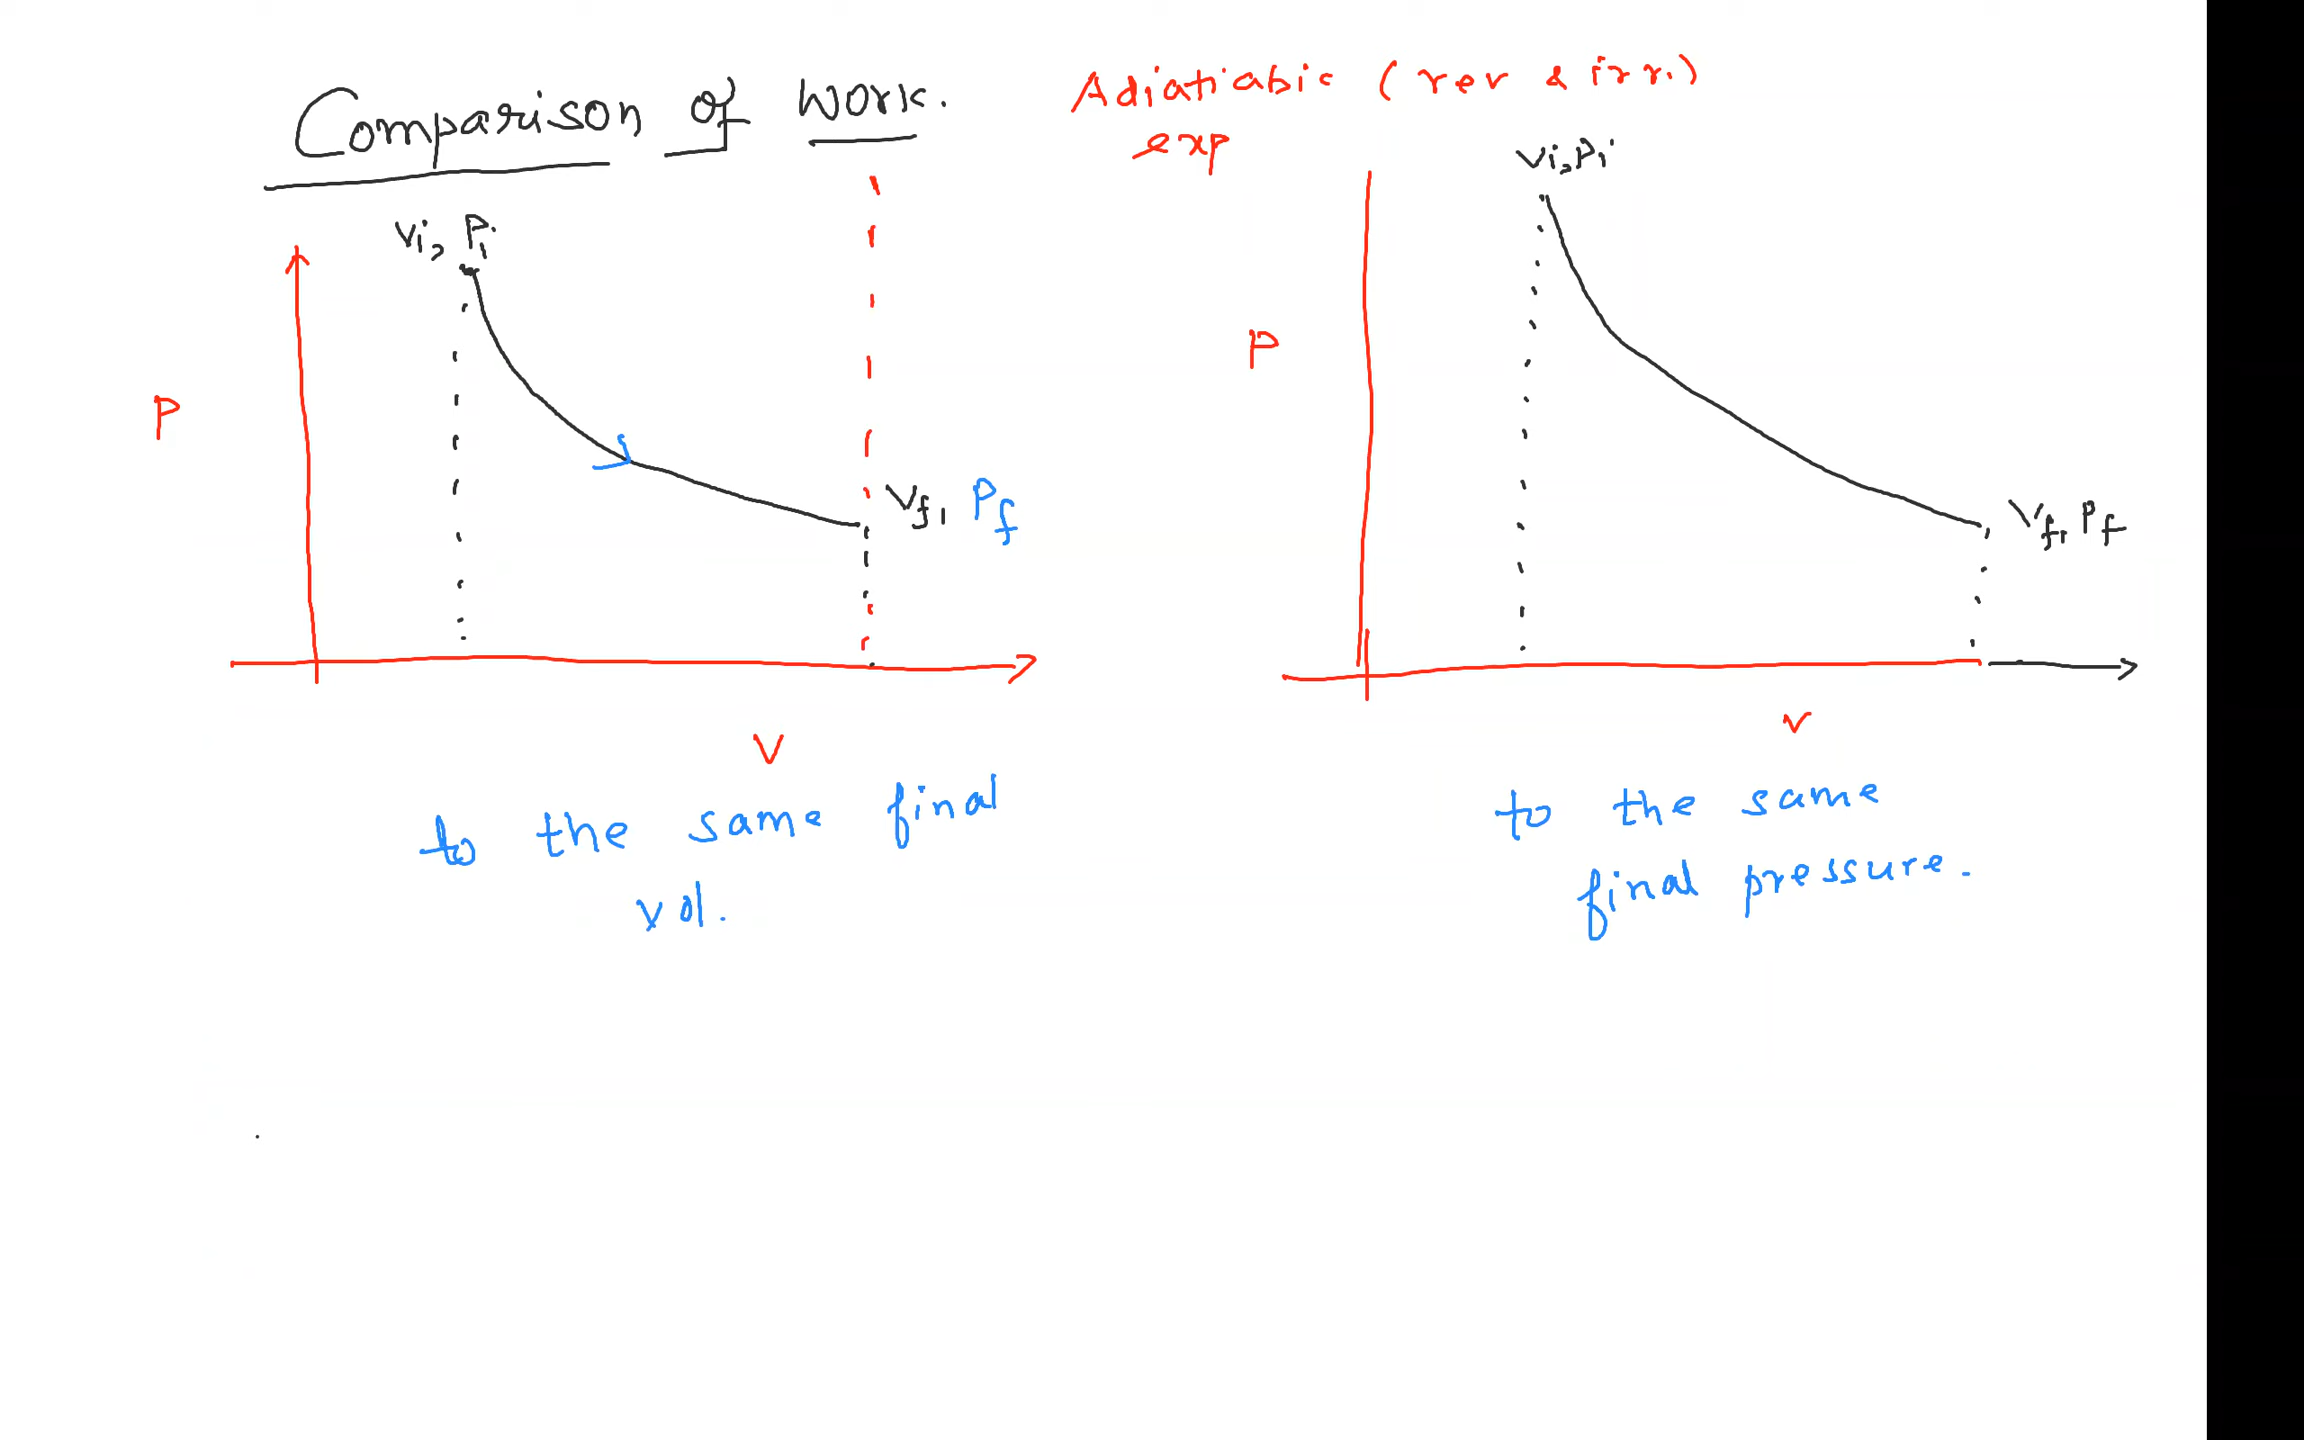 Comparison of Work.
Adiatiabic (rev & irr.)
exp
Vi, Pi
P
Vf, Pf
V
to the same final
vol.
Vi, Pi
P
Vf, Pf
V
to the same
final pressure.